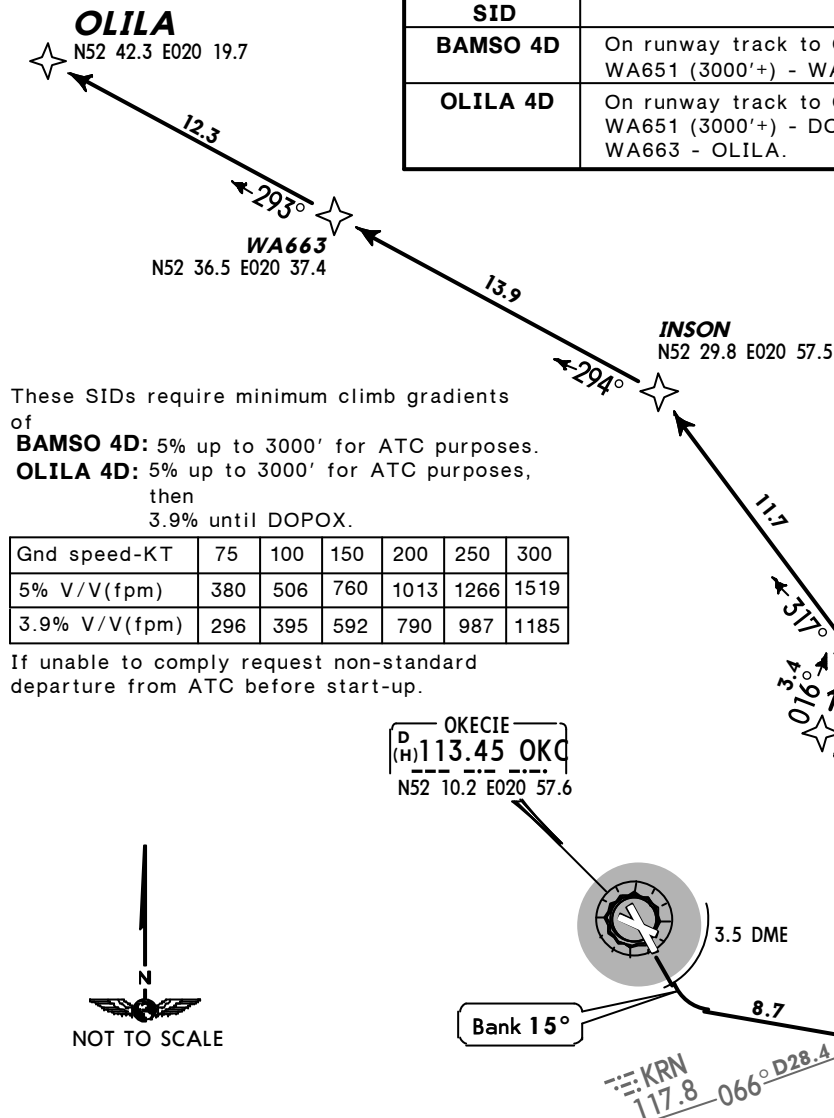 OLILA
N52 42.3 E020 19.7
SID
BAMSO 4D
On runway track to
WA651 (3000'+) - WA
OLILA 4D
On runway track to
WA651 (3000'+) - DO
WA663 - OLILA.
12.3
293°
WA663
N52 36.5 E020 37.4
13.9
294°
INSON
N52 29.8 E020 57.5
These SIDs require minimum climb gradients
of
BAMSO 4D: 5% up to 3000' for ATC purposes.
OLILA 4D: 5% up to 3000' for ATC purposes,
then
3.9% until DOPOX.
Gnd speed-KT 75 100 150 200 250 300
5% V/V(fpm) 380 506 760 1013 1266 1519
3.9% V/V(fpm) 296 395 592 790 987 1185
If unable to comply request non-standard
departure from ATC before start-up.
11.7
317°
3.4
016°
OKECIE
D
(H) 113.45 OKC
N52 10.2 E020 57.6
3.5 DME
Bank 15°
8.7
N
NOT TO SCALE
KRN
117.8
066° D28.4